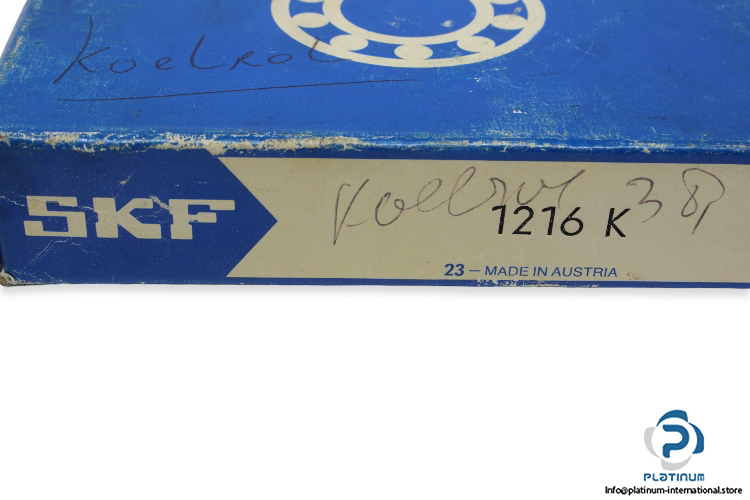 Koelrol
SKF
Koelrol 38
1216 K
23 – MADE IN AUSTRIA
PLATINUM
Info@platinum-international.store